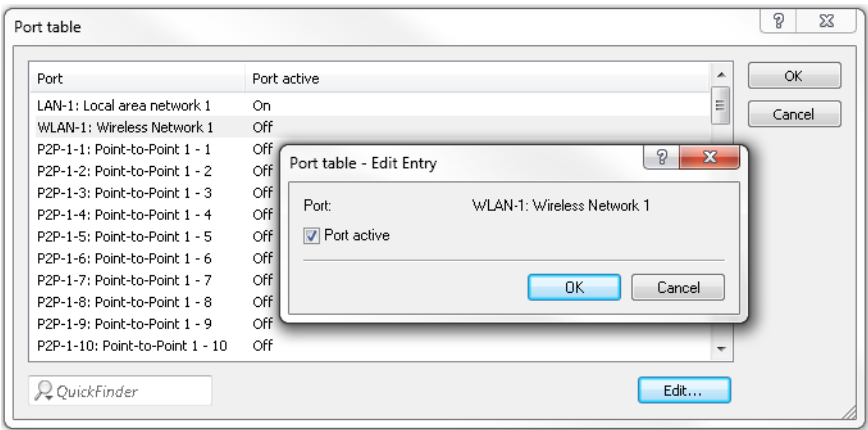 Port table
Port Port active
LAN-1: Local area network 1 On
WLAN-1: Wireless Network 1 Off
P2P-1-1: Point-to-Point 1 - 1 Off
P2P-1-2: Point-to-Point 1 - 2 Off
P2P-1-3: Point-to-Point 1 - 3 Off
P2P-1-4: Point-to-Point 1 - 4 Off
P2P-1-5: Point-to-Point 1 - 5 Off
P2P-1-6: Point-to-Point 1 - 6 Off
P2P-1-7: Point-to-Point 1 - 7 Off
P2P-1-8: Point-to-Point 1 - 8 Off
P2P-1-9: Point-to-Point 1 - 9 Off
P2P-1-10: Point-to-Point 1 - 10 Off
OK
Cancel
Port table - Edit Entry
Port: WLAN-1: Wireless Network 1
Port active
OK Cancel
QuickFinder
Edit...